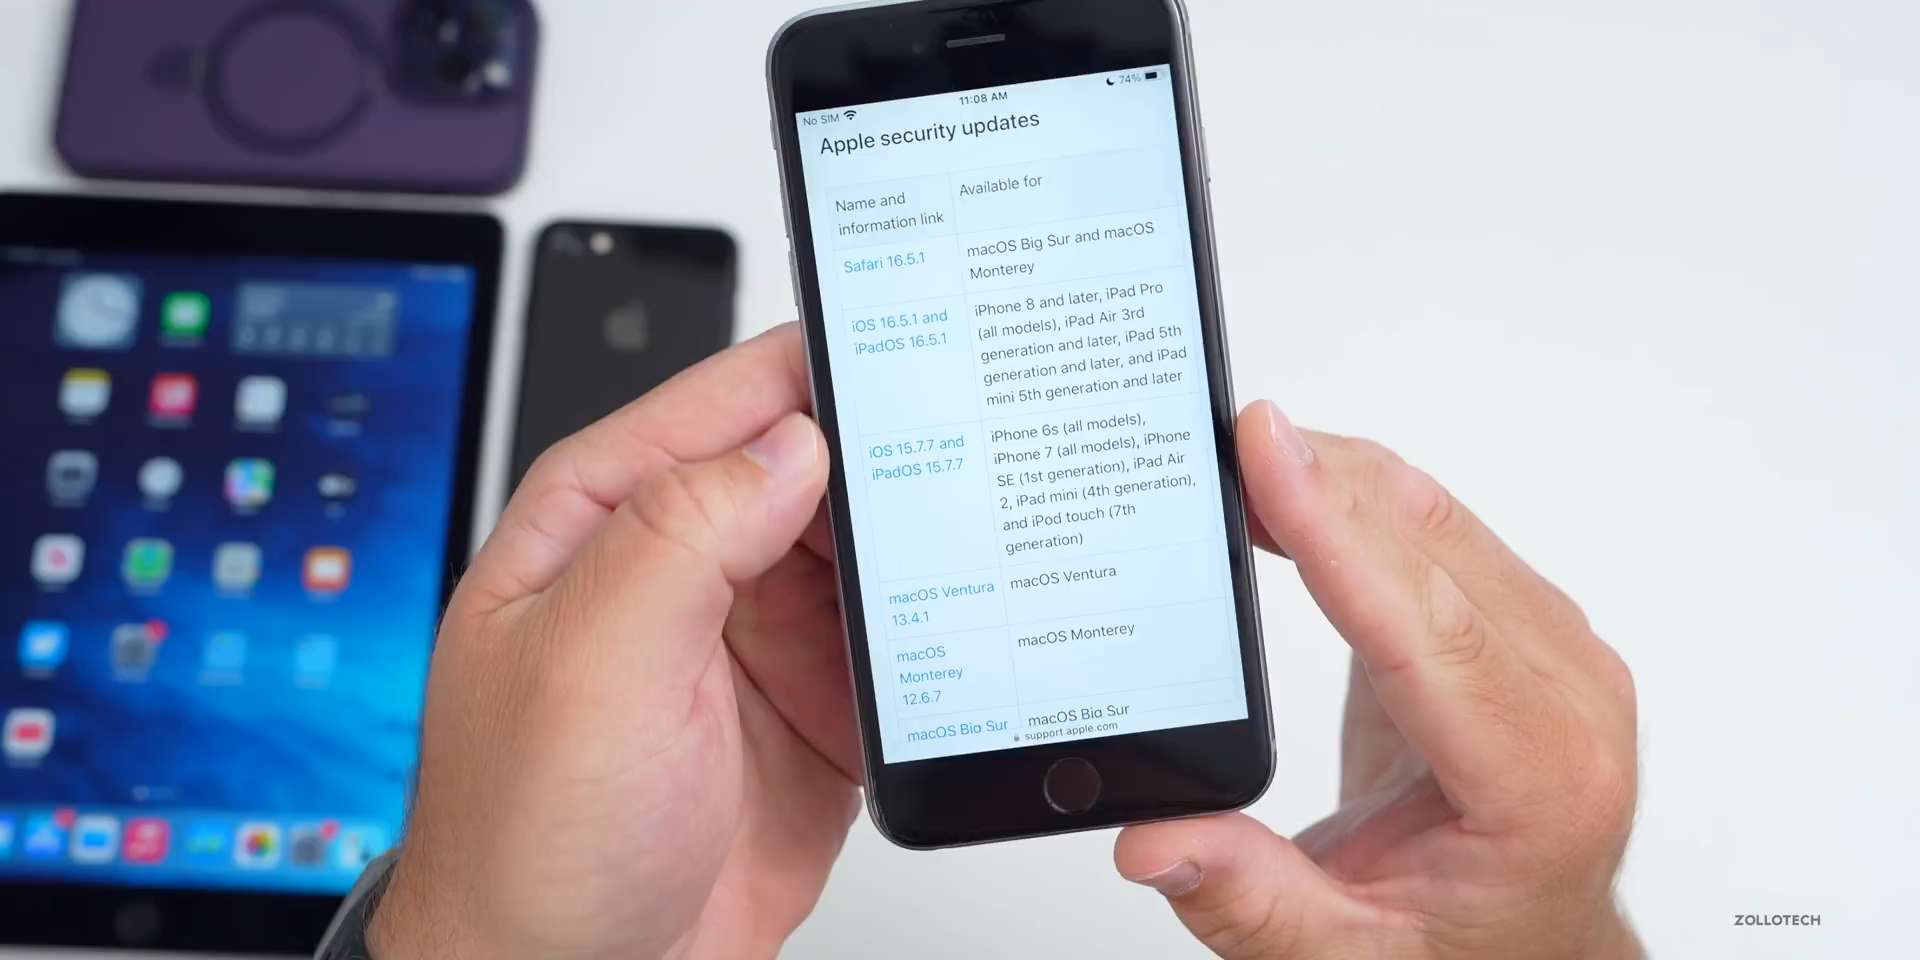 No SIM
11:08 AM
74%
Apple security updates
Name and
information link
Available for
Safari 16.5.1
macOS Big Sur and macOS
Monterey
iOS 16.5.1 and
iPadOS 16.5.1
iPhone 8 and later, iPad Pro
(all models), iPad Air 3rd
generation and later, iPad 5th
generation and later, and iPad
mini 5th generation and later
iOS 15.7.7 and
iPadOS 15.7.7
iPhone 6s (all models),
iPhone 7 (all models), iPhone
SE (1st generation), iPad Air
2, iPad mini (4th generation),
and iPod touch (7th
generation)
macOS Ventura
13.4.1
macOS Ventura
macOS
Monterey
12.6.7
macOS Monterey
macOS Big Sur
macOS Big Sur
support.apple.com
ZOLLOTECH